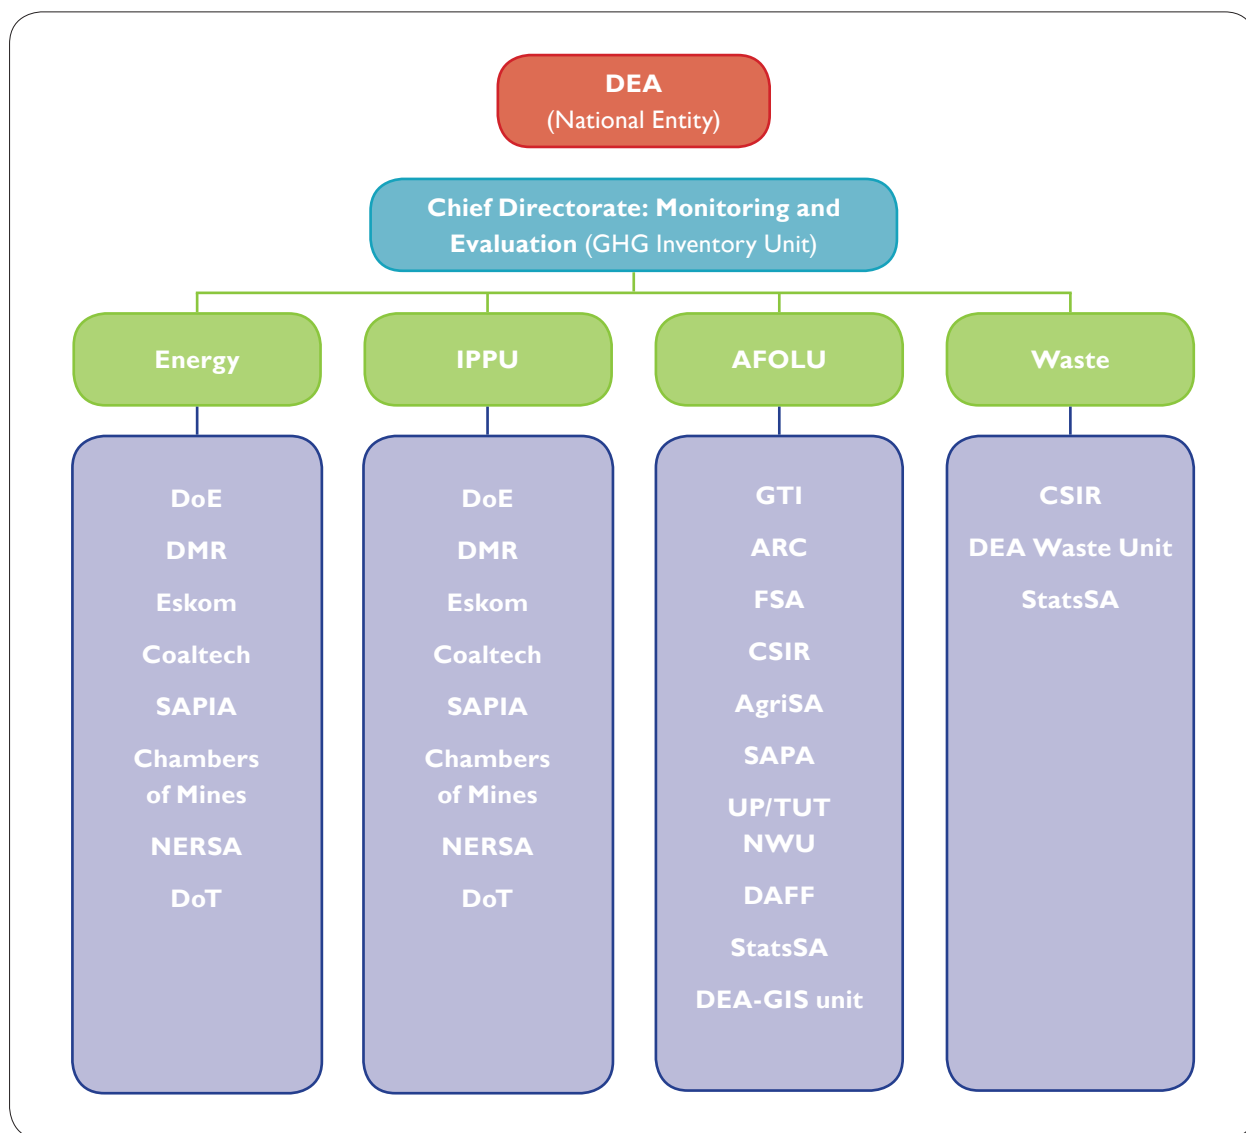 DEA
(National Entity)
Chief Directorate: Monitoring and
Evaluation (GHG Inventory Unit)
Energy
IPPU
AFOLU
Waste
DoE
DMR
Eskom
Coaltech
SAPIA
Chambers
of Mines
NERSA
DoT
DoE
DMR
Eskom
Coaltech
SAPIA
Chambers
of Mines
NERSA
DoT
GTI
ARC
FSA
CSIR
AgriSA
SAPA
UP/TUT
NWU
DAFF
StatsSA
DEA-GIS unit
CSIR
DEA Waste Unit
StatsSA